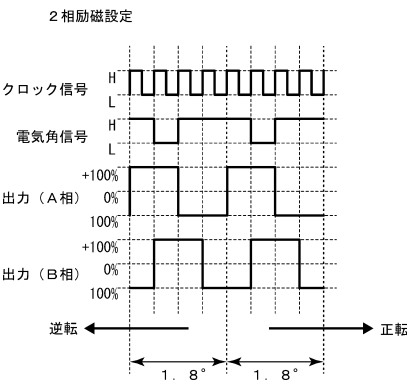 2相励磁設定
クロック信号
H
L
電気角信号
H
L
出力(A相)
+100%
0%
100%
出力(B相)
+100%
0%
100%
逆転
正転
1.8°
1.8°